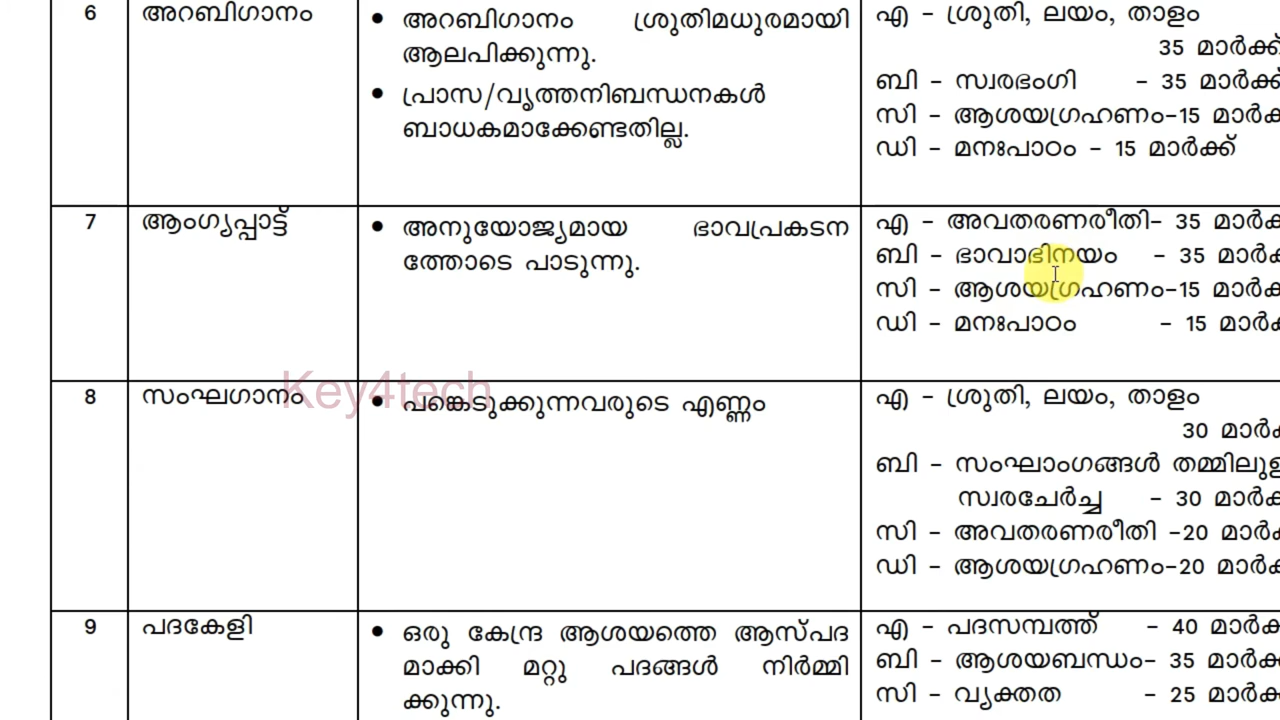 6
അറബിഗാനം
• അറബിഗാനം ശ്രുതിമധുരമായി
ആലപിക്കുന്നു.
• പ്രാസ/വൃത്തനിബന്ധനകൾ
ബാധകമാക്കേണ്ടതില്ല.
എ – ശ്രുതി, ലയം, താളം
35 മാർക്ക്
ബി – സ്വരഭംഗി – 35 മാർക്ക്
സി – ആശയഗ്രഹണം–15 മാർക്
ഡി – മനഃപാഠം – 15 മാർക്ക്
7
ആംഗ്യപ്പാട്ട്
• അനുയോജ്യമായ ഭാവപ്രകടന
ത്തോടെ പാടുന്നു.
എ – അവതരണരീതി– 35 മാർക്
ബി – ഭാവാഭിനയം – 35 മാർക്
സി – ആശയഗ്രഹണം–15 മാർക്
ഡി – മനഃപാഠം – 15 മാർക്
Key4tech
8
സംഘഗാനം
• പങ്കെടുക്കുന്നവരുടെ എണ്ണം
എ – ശ്രുതി, ലയം, താളം
30 മാർക്
ബി – സംഘാംഗങ്ങൾ
സ്വരചേർച്ച – 30 മാർക്
സി – അവതരണരീതി –20 മാർക്
ഡി – ആശയഗ്രഹണം–20 മാർക്
9
പദകേളി
• ഒരു കേന്ദ്ര ആശയത്തെ ആസ്പദ
മാക്കി മറ്റു പദങ്ങൾ നിർമ്മി
ക്കുന്നു.
എ – പദസമ്പത്ത് – 40 മാർക്
ബി – ആശയബന്ധം– 35 മാർക്
സി – വ്യക്തത – 25 മാർക്